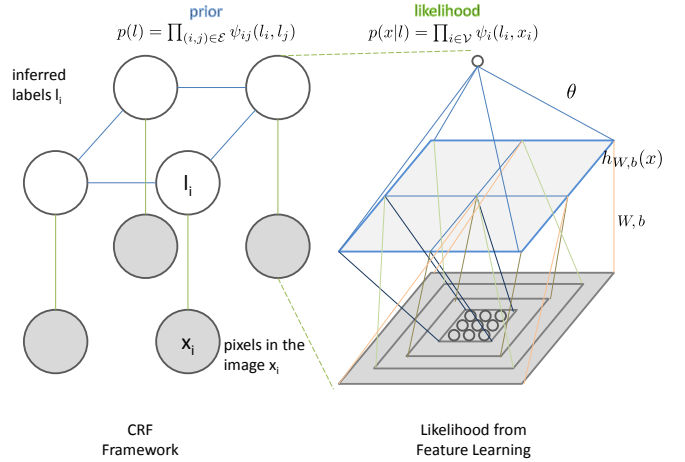 prior
p(l) = ∏(i,j)∈ℰ ψij(li, lj)
likelihood
p(x|l) = ∏i∈𝒱 ψi(li, xi)
inferred
labels li
θ
hW,b(x)
li
W, b
xi
pixels in the
image xi
CRF
Framework
Likelihood from
Feature Learning